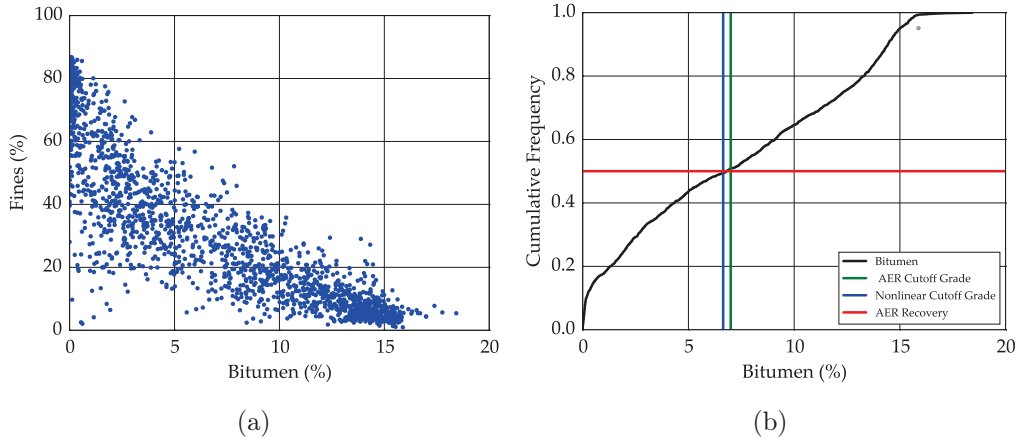 100
80
60
40
20
0
Fines (%)
0 5 10 15 20
Bitumen (%)
(a)
1.0
0.8
0.6
0.4
0.2
0.0
Cumulative Frequency
Bitumen
AER Cutoff Grade
Nonlinear Cutoff Grade
AER Recovery
0 5 10 15 20
Bitumen (%)
(b)